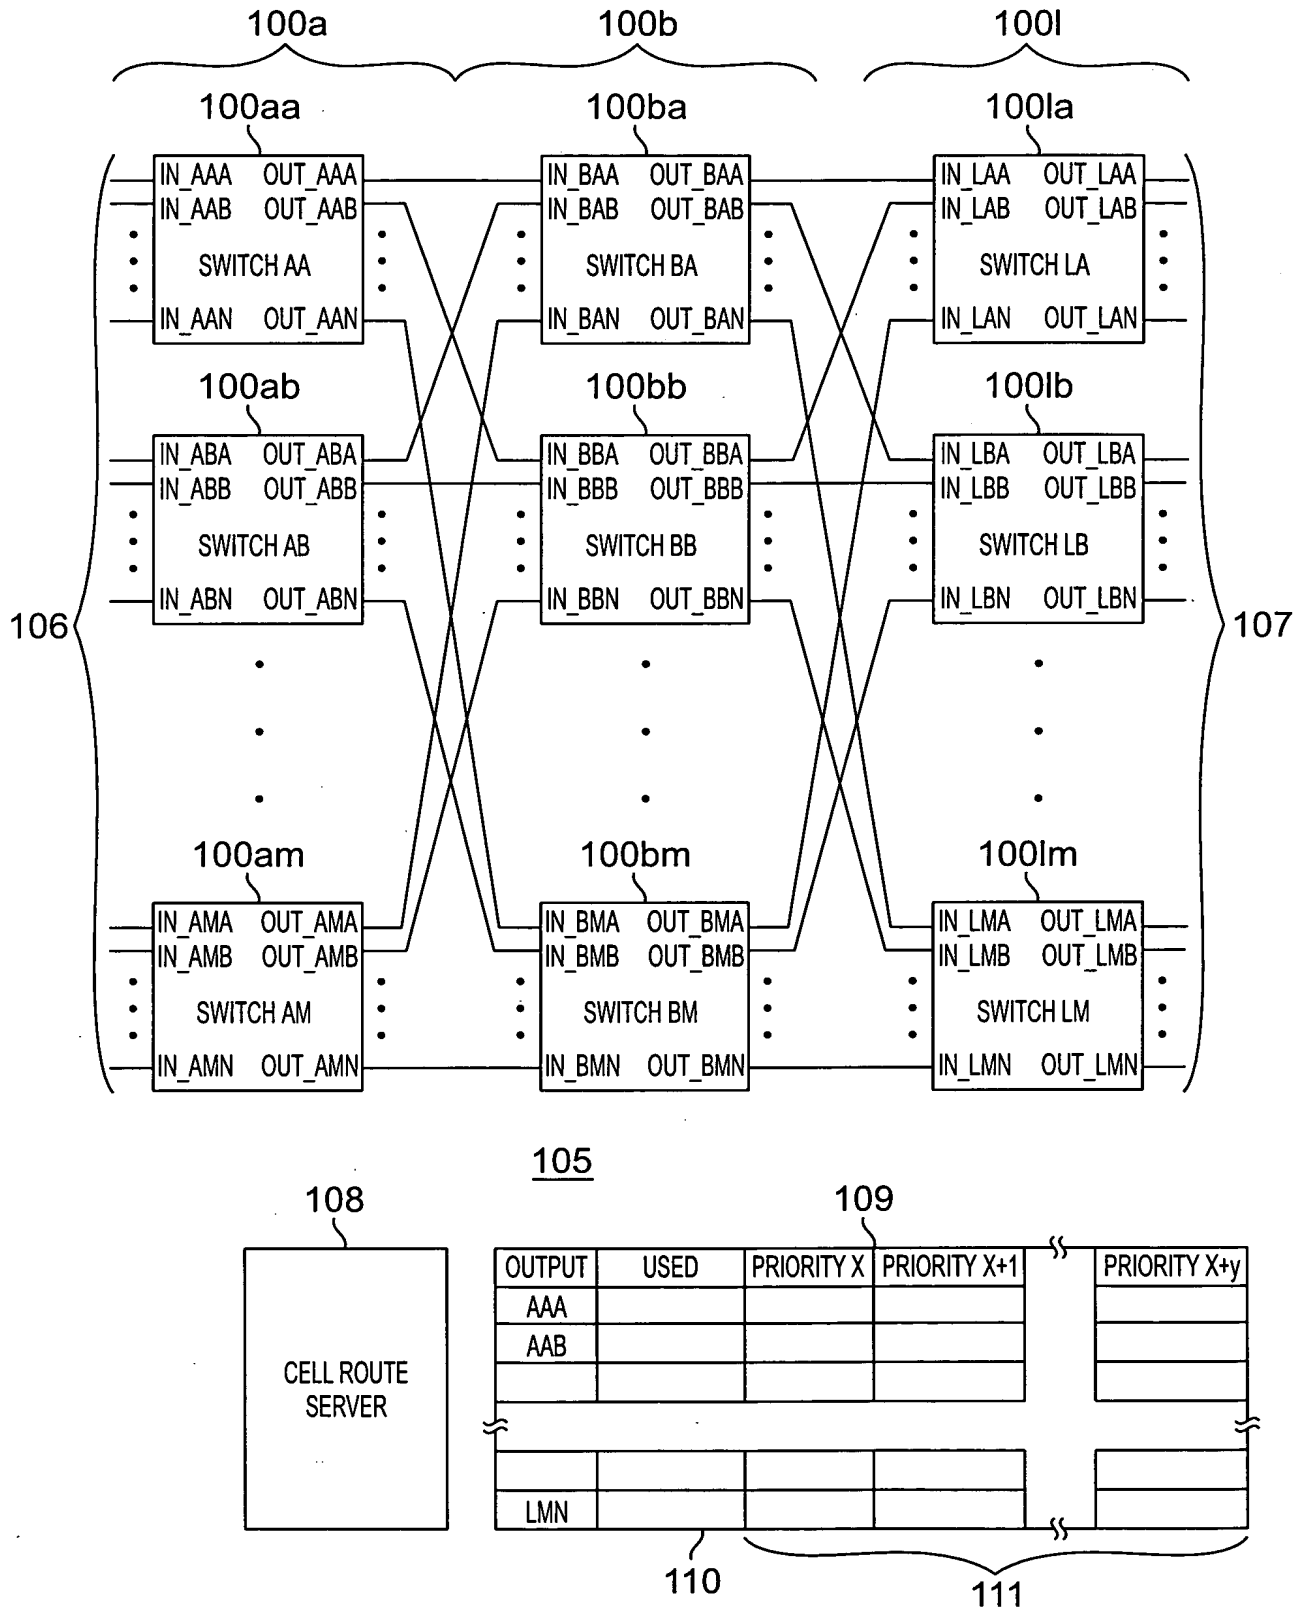 100a 100b 100l
100aa 100ba 100la
IN_AAA OUT_AAA IN_BAA OUT_BAA IN_LAA OUT_LAA
IN_AAB OUT_AAB IN_BAB OUT_BAB IN_LAB OUT_LAB
SWITCH AA SWITCH BA SWITCH LA
IN_AAN OUT_AAN IN_BAN OUT_BAN IN_LAN OUT_LAN
100ab 100bb 100lb
IN_ABA OUT_ABA IN_BBA OUT_BBA IN_LBA OUT_LBA
IN_ABB OUT_ABB IN_BBB OUT_BBB IN_LBB OUT_LBB
SWITCH AB SWITCH BB SWITCH LB
IN_ABN OUT_ABN IN_BBN OUT_BBN IN_LBN OUT_LBN
106 107
100am 100bm 100lm
IN_AMA OUT_AMA IN_BMA OUT_BMA IN_LMA OUT_LMA
IN_AMB OUT_AMB IN_BMB OUT_BMB IN_LMB OUT_LMB
SWITCH AM SWITCH BM SWITCH LM
IN_AMN OUT_AMN IN_BMN OUT_BMN IN_LMN OUT_LMN
105
108 109
OUTPUT USED PRIORITY X PRIORITY X+1 PRIORITY X+y
AAA
AAB
CELL ROUTE
SERVER
LMN
110 111